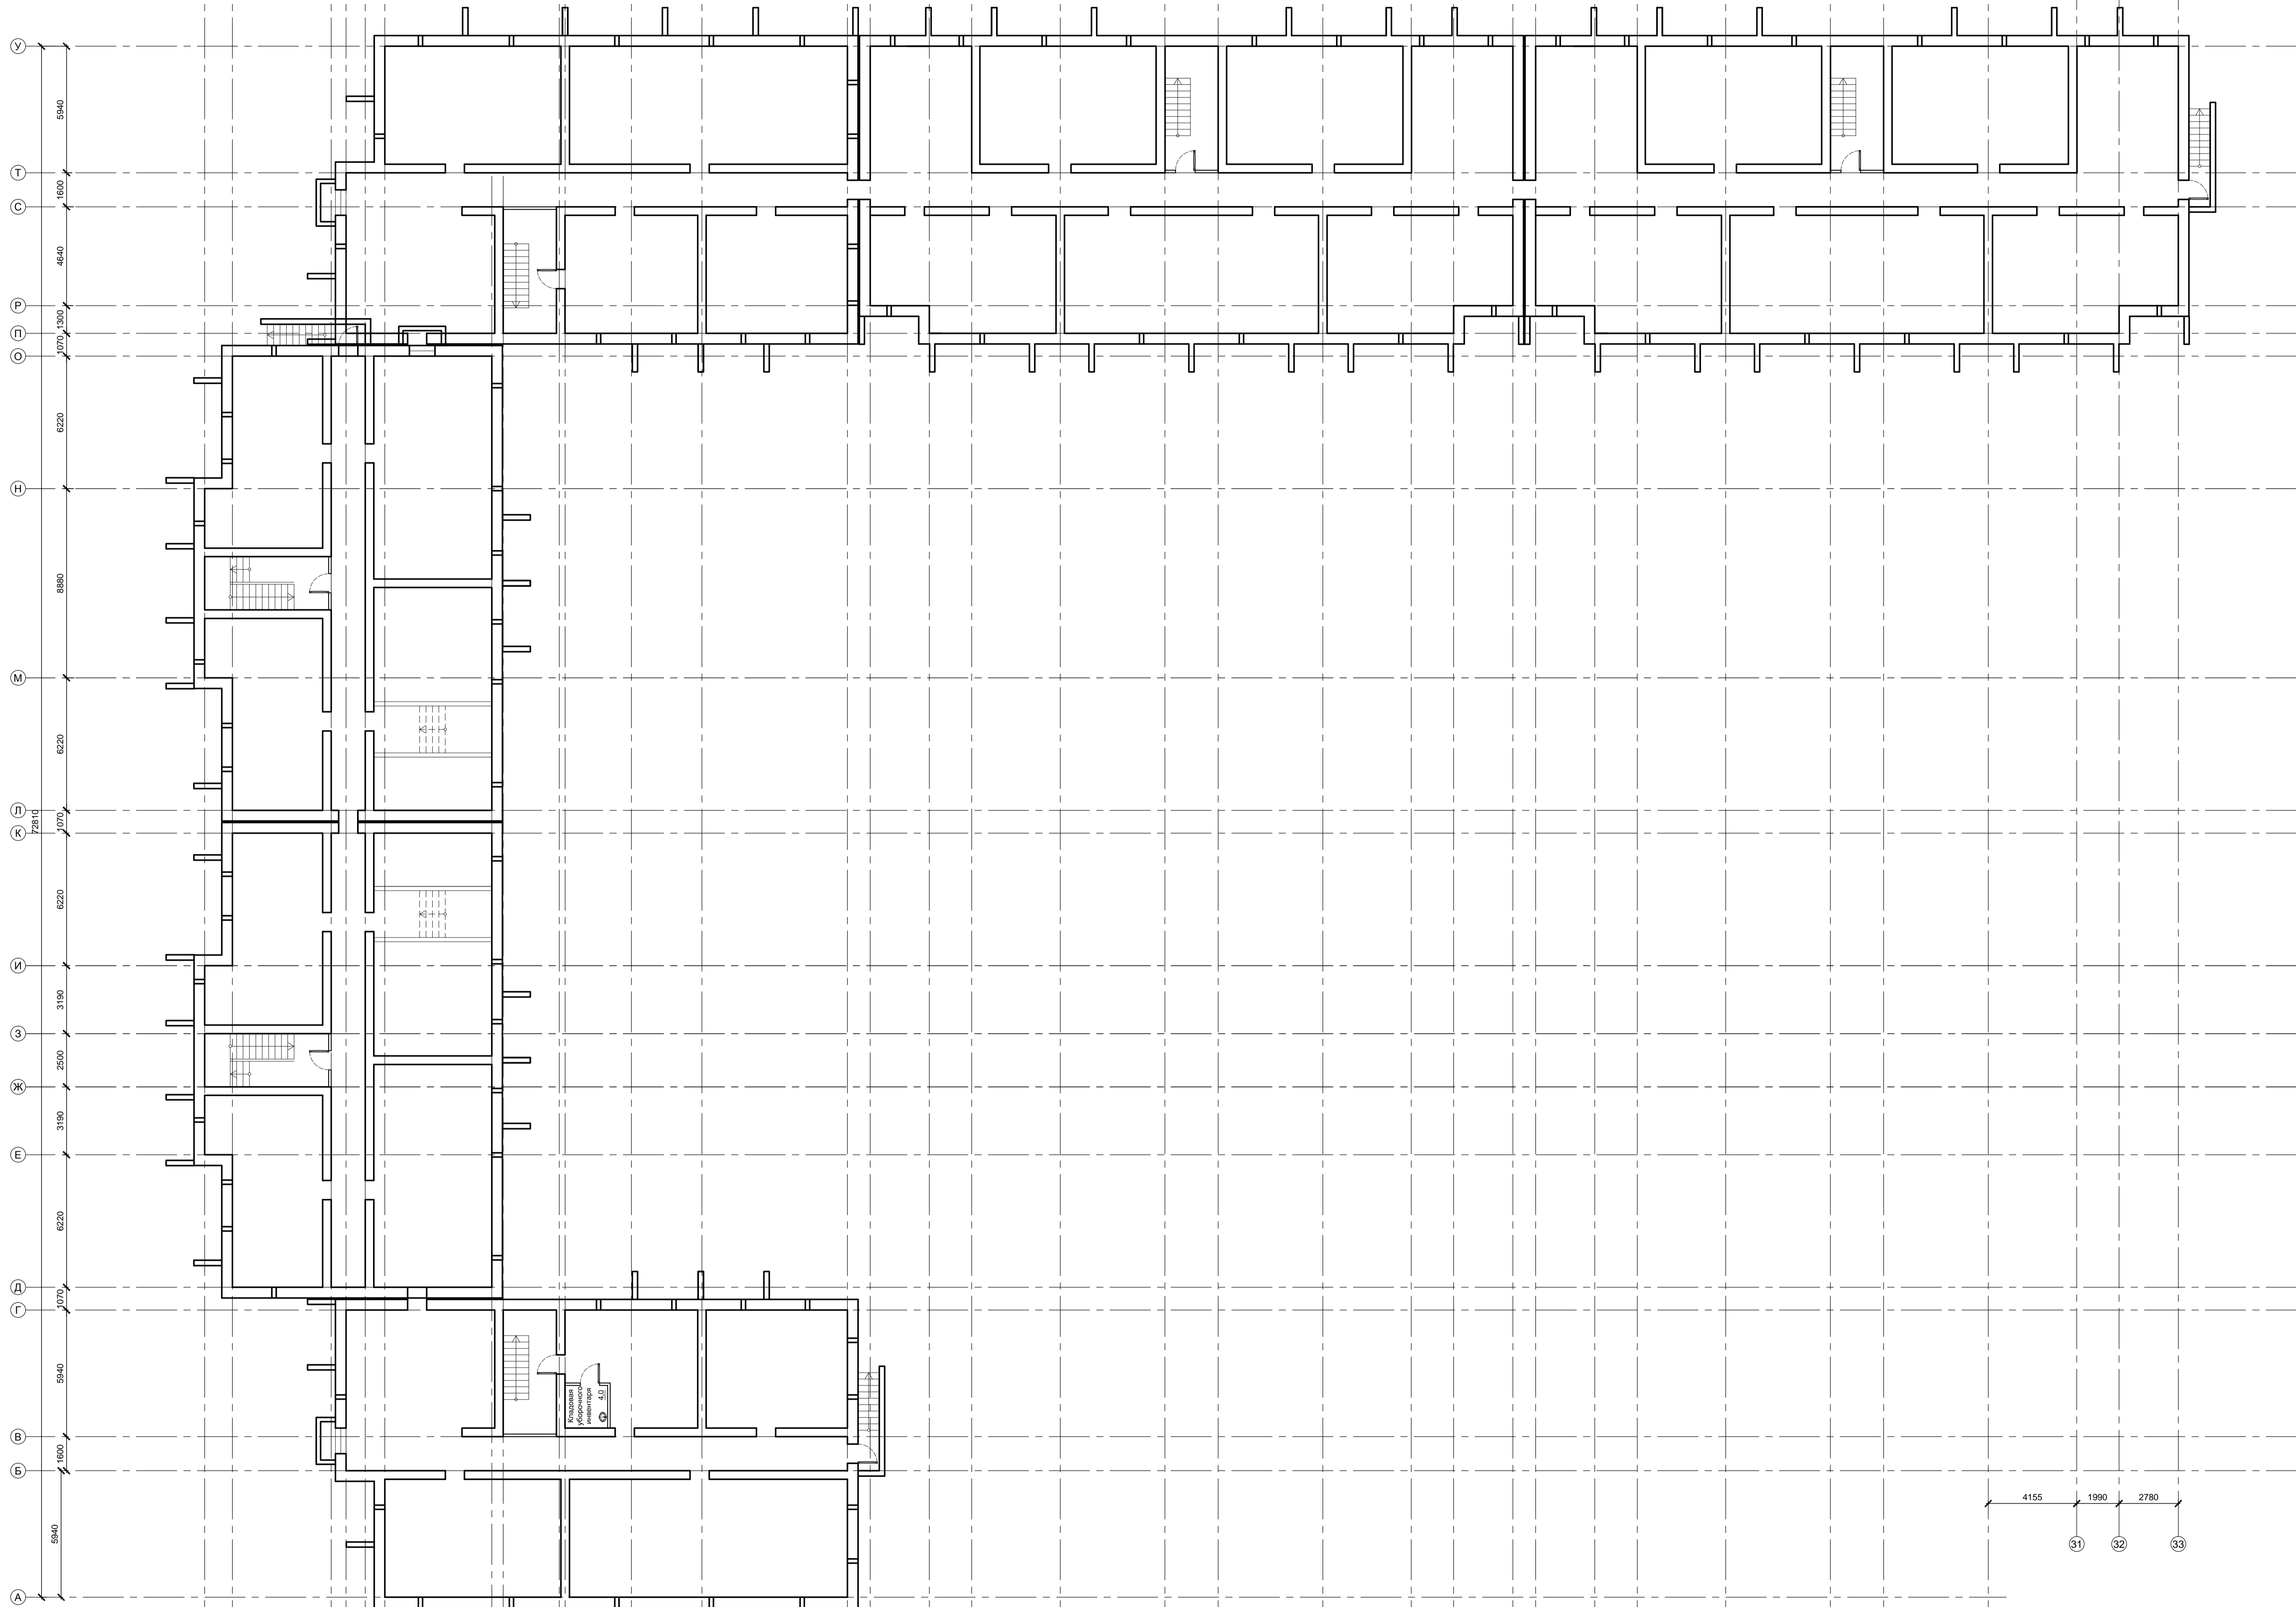 У
5940
Т
1600
С
4640
Р
1300
П
1070
О
6220
Н
8880
М
6220
Л
72810
1070
К
6220
И
3190
З
2500
Ж
3190
Е
6220
Д
1070
Г
5940
Кладовая
уборочного
инвентаря
4.0
В
1600
Б
5940
А
4155
1990
2780
31
32
33